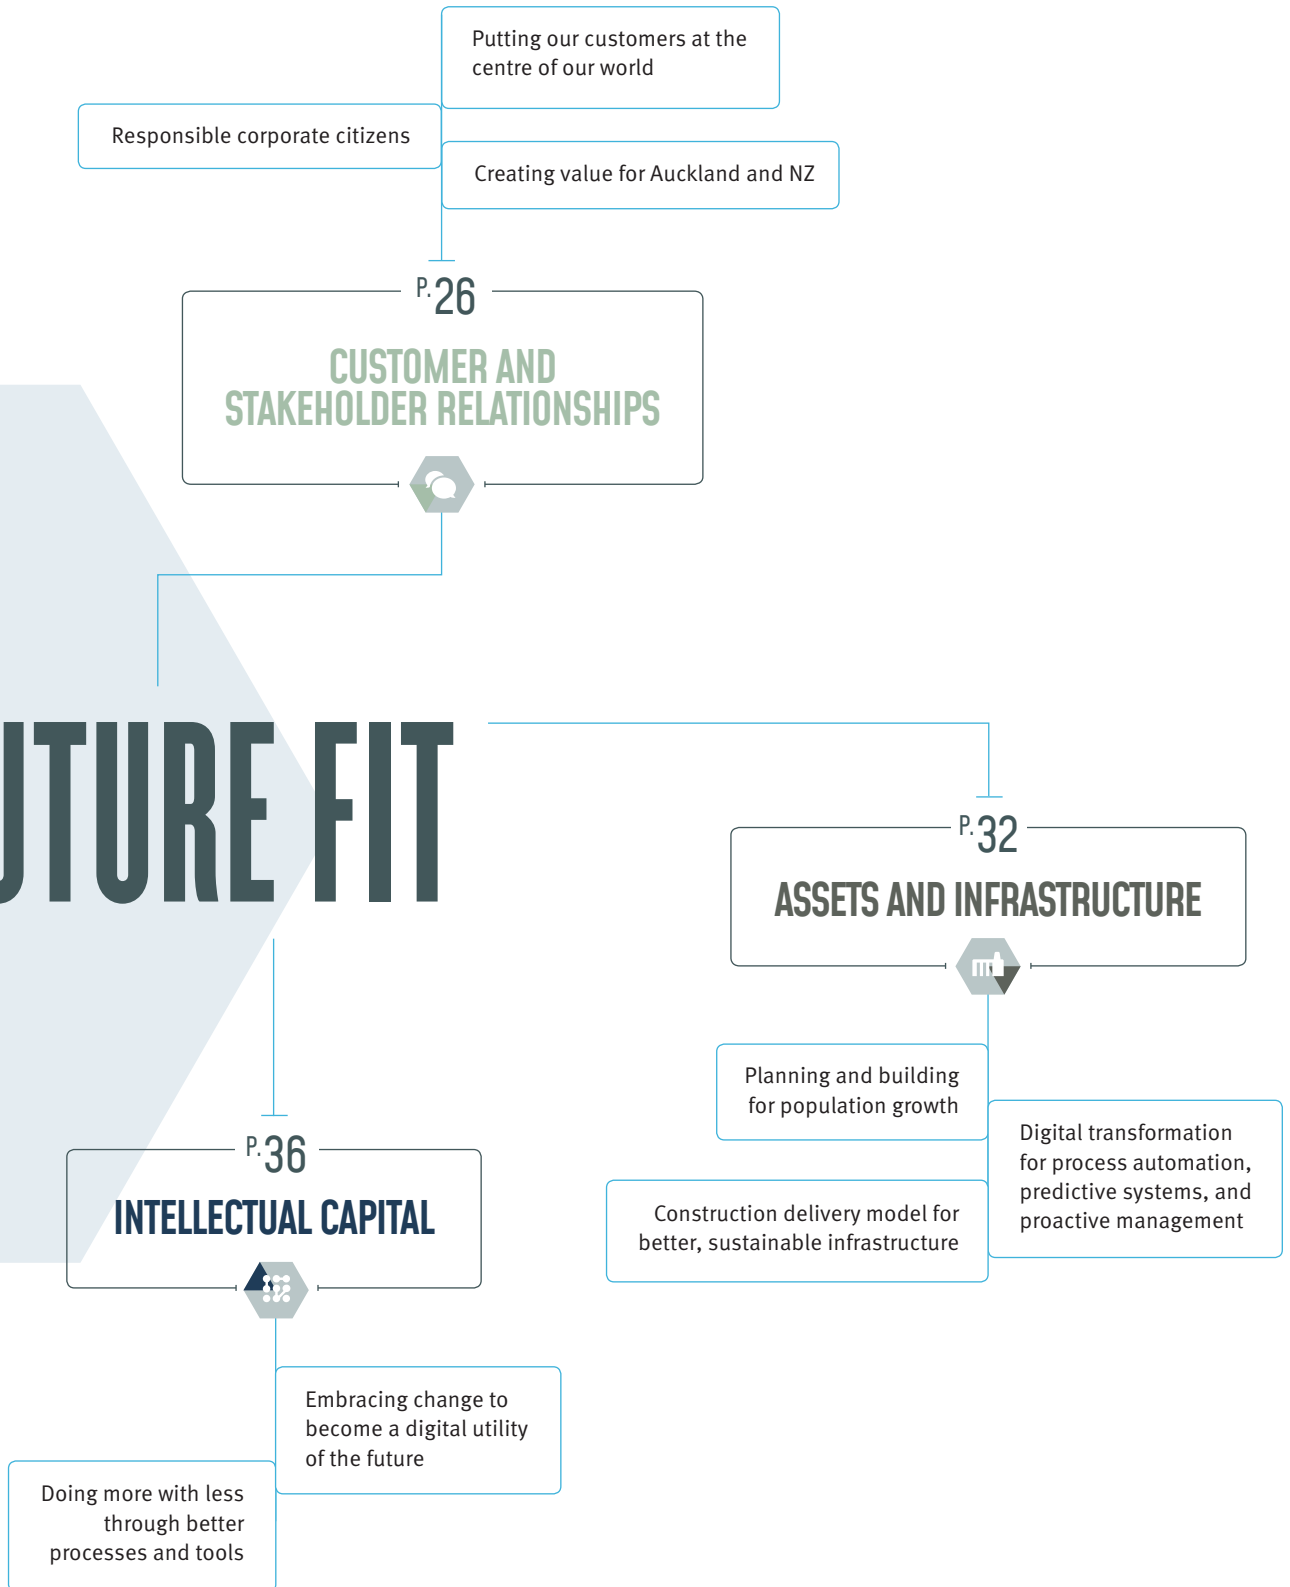 Putting our customers at the
centre of our world
Responsible corporate citizens
Creating value for Auckland and NZ
P.26
CUSTOMER AND
STAKEHOLDER RELATIONSHIPS
UTURE FIT
P.32
ASSETS AND INFRASTRUCTURE
Planning and building
for population growth
Digital transformation
for process automation,
predictive systems, and
proactive management
Construction delivery model for
better, sustainable infrastructure
P.36
INTELLECTUAL CAPITAL
Embracing change to
become a digital utility
of the future
Doing more with less
through better
processes and tools